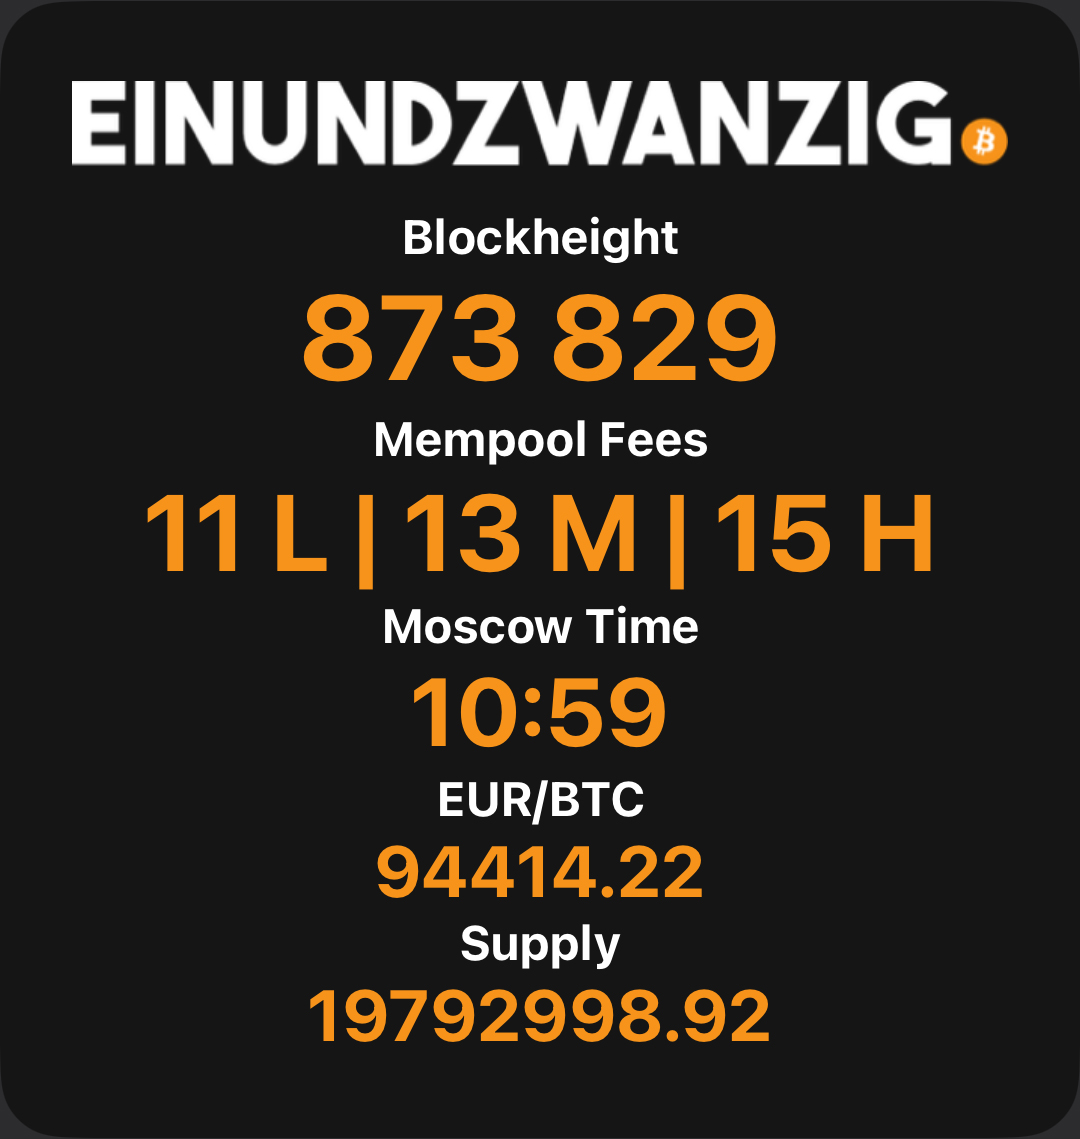 EINUNDZWANZIG.
Blockheight
873 829
Mempool Fees
11 L | 13 M | 15 H
Moscow Time
10:59
EUR/BTC
94414.22
Supply
19792998.92